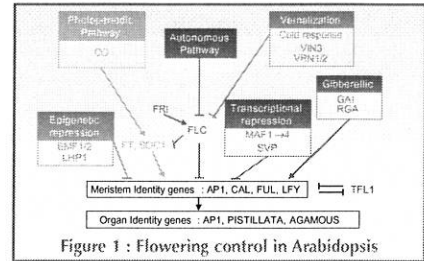 Photoperiodic
Pathway
CO
Autonomous
Pathway
Vernalization
Cold response
VIN3
VRN1/2
Gibberellic
GAI
RGA
FRI
FLC
Transcriptional
repression
MAF1→4
SVP
Epigenetic
repression
EMF1/2
LHP1
FT, SOC1
Meristem Identity genes : AP1, CAL, FUL, LFY
TFL1
Organ Identity genes : AP1, PISTILLATA, AGAMOUS
Figure 1 : Flowering control in Arabidopsis